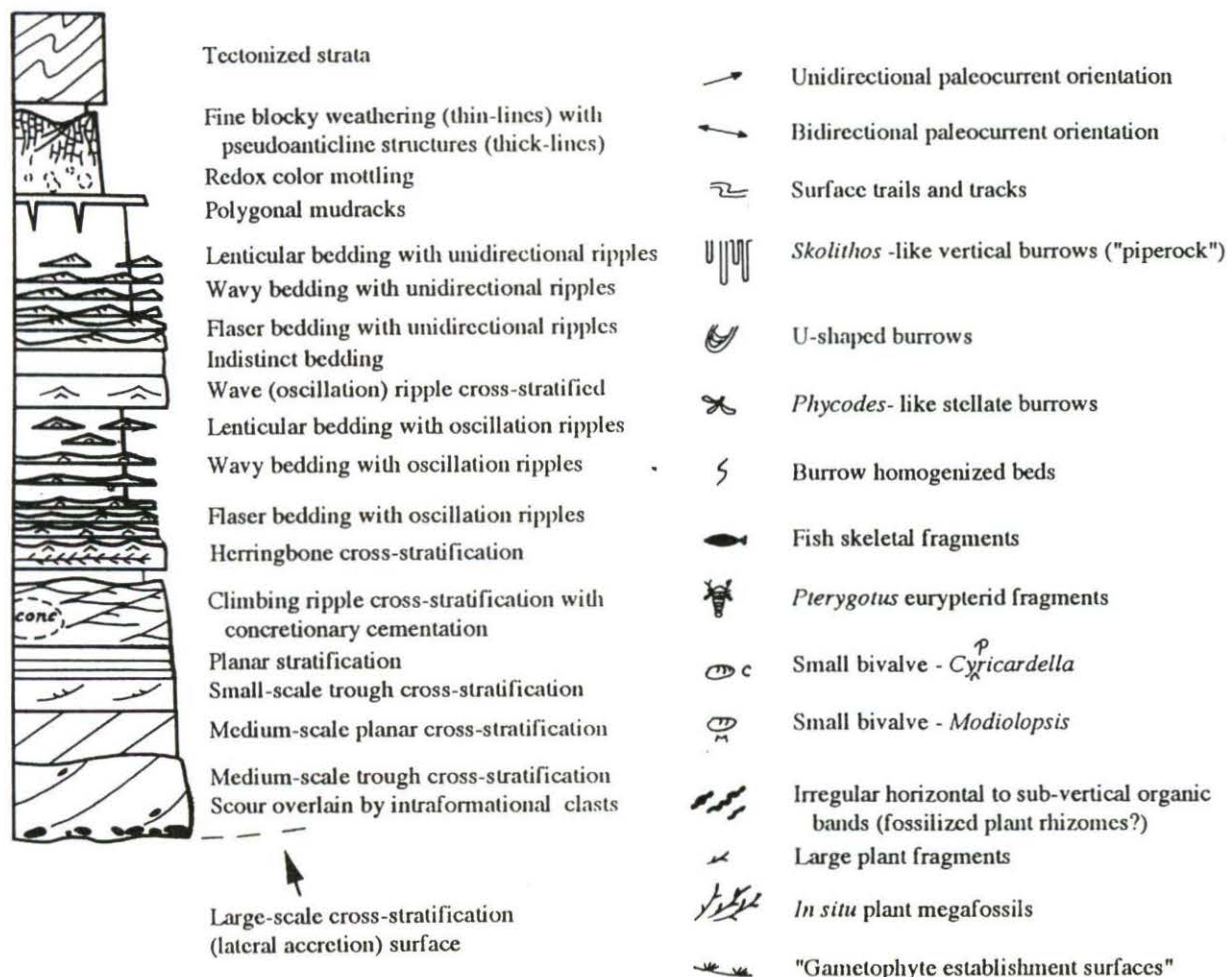 Tectonized strata
Fine blocky weathering (thin-lines) with
pseudoanticline structures (thick-lines)
Redox color mottling
Polygonal mudracks
Lenticular bedding with unidirectional ripples
Wavy bedding with unidirectional ripples
Flaser bedding with unidirectional ripples
Indistinct bedding
Wave (oscillation) ripple cross-stratified
Lenticular bedding with oscillation ripples
Wavy bedding with oscillation ripples
Flaser bedding with oscillation ripples
Herringbone cross-stratification
conc
Climbing ripple cross-stratification with
concretionary cementation
Planar stratification
Small-scale trough cross-stratification
Medium-scale planar cross-stratification
Medium-scale trough cross-stratification
Scour overlain by intraformational clasts
Large-scale cross-stratification
(lateral accretion) surface
Unidirectional paleocurrent orientation
Bidirectional paleocurrent orientation
Surface trails and tracks
Skolithos -like vertical burrows ("piperock")
U-shaped burrows
Phycodes- like stellate burrows
Burrow homogenized beds
Fish skeletal fragments
Pterygotus eurypterid fragments
P
C Small bivalve - Cyricardella
Small bivalve - Modiolopsis
M
Irregular horizontal to sub-vertical organic
bands (fossilized plant rhizomes?)
Large plant fragments
In situ plant megafossils
"Gametophyte establishment surfaces"